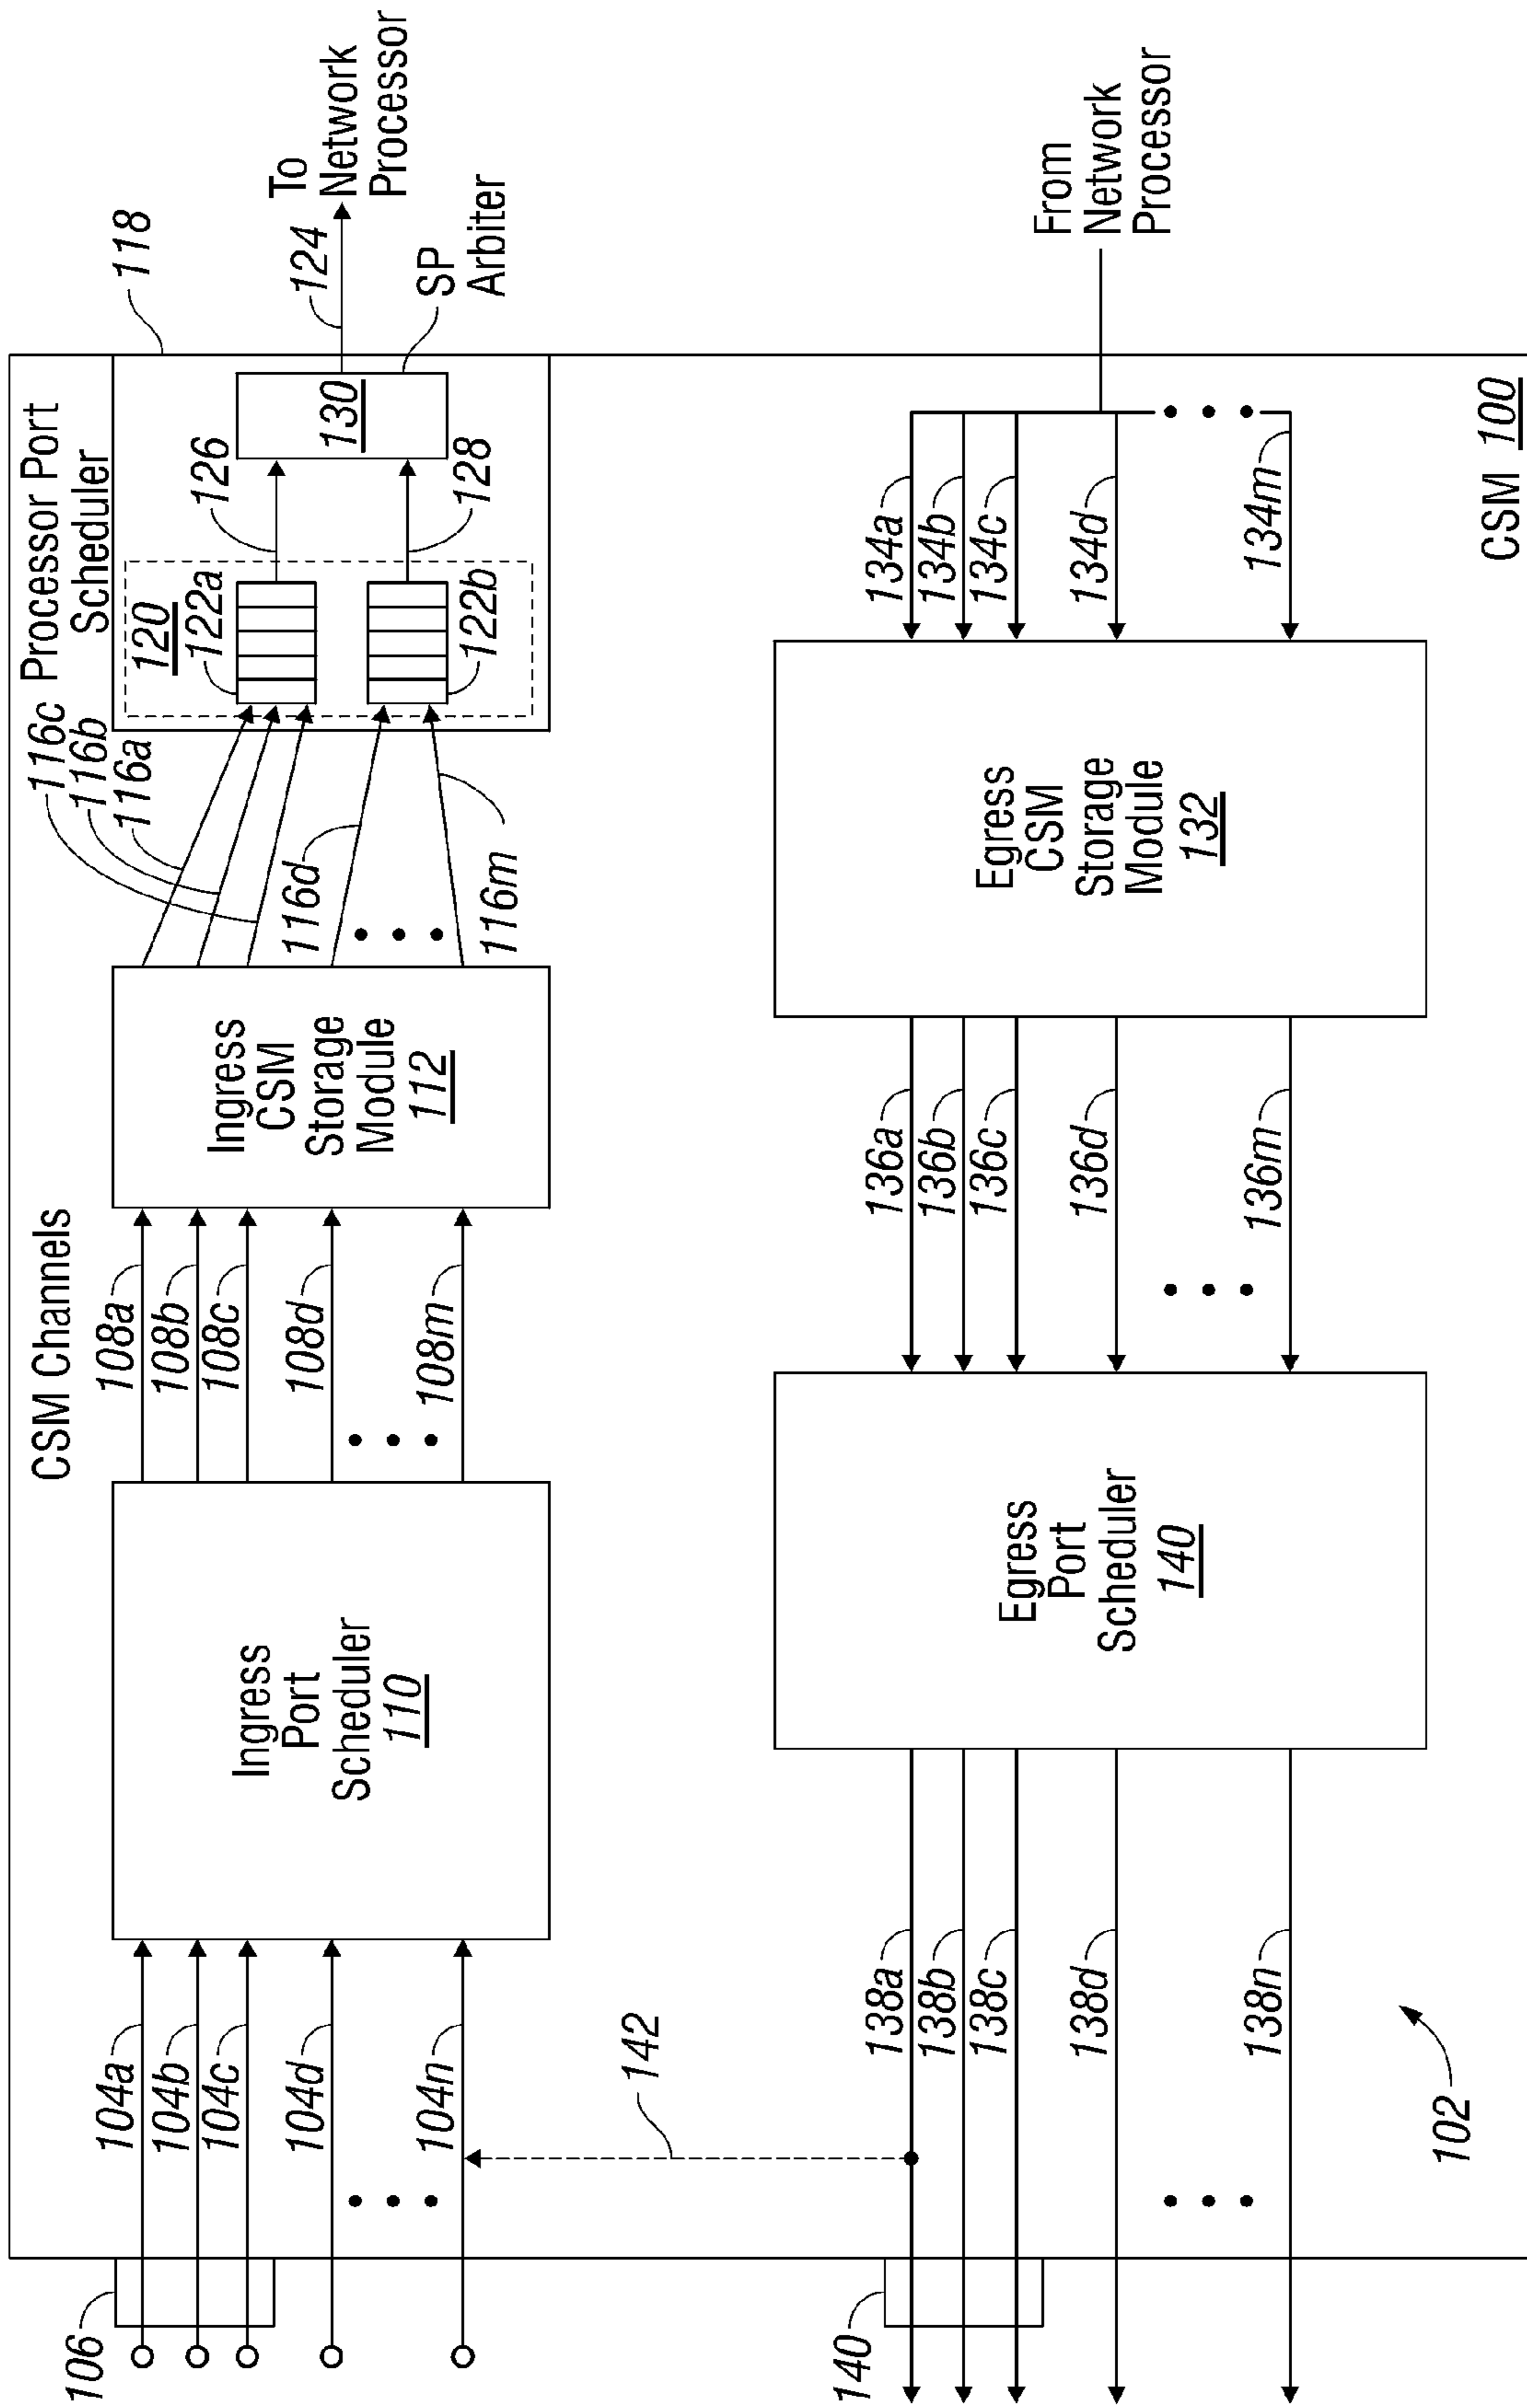 CSM Channels
Processor Port
Scheduler
118
106
104a
104b
104c
104d
104n
Ingress
Port
Scheduler
110
108a
108b
108c
108d
108m
Ingress
CSM
Storage
Module
112
116c
116b
116a
116d
116m
120
122a
122b
126
128
130
124
To
Network
Processor
SP
Arbiter
142
140
138a
138b
138c
138d
138n
Egress
Port
Scheduler
140
136a
136b
136c
136d
136m
Egress
CSM
Storage
Module
132
134a
134b
134c
134d
134m
From
Network
Processor
102
CSM 100